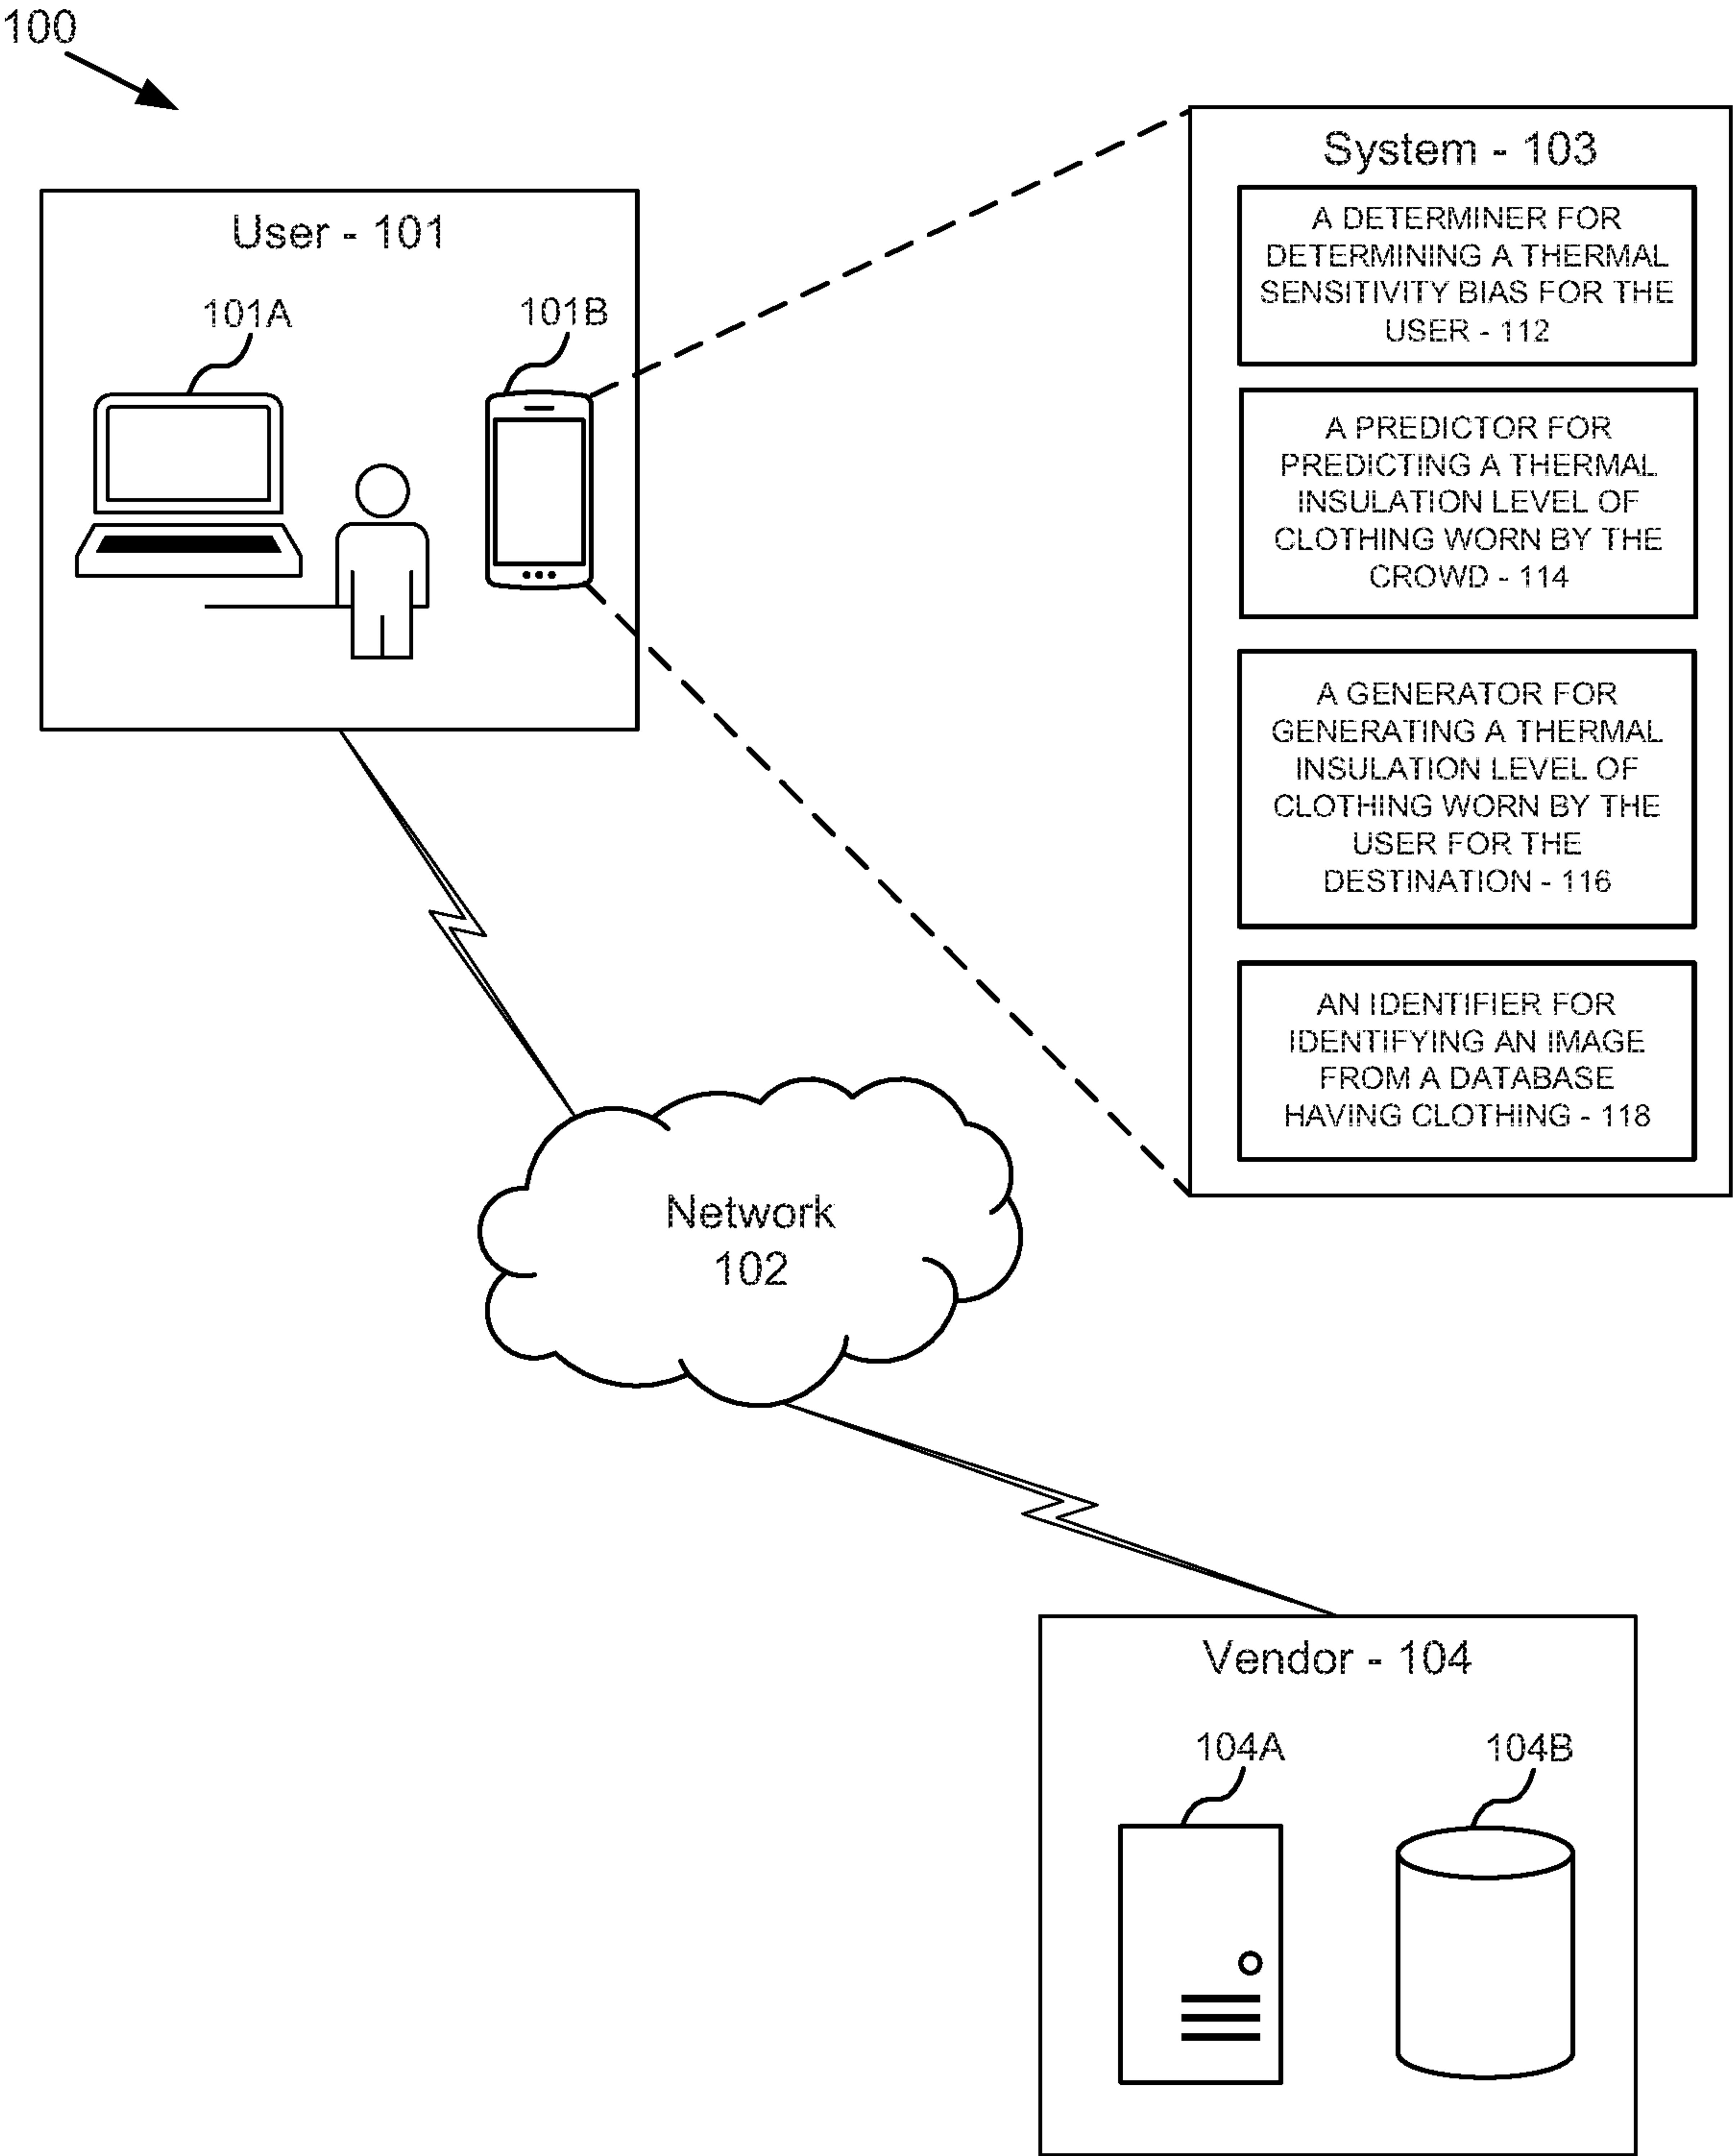 100
User - 101
101A
101B
System - 103
A DETERMINER FOR
DETERMINING A THERMAL
SENSITIVITY BIAS FOR THE
USER - 112
A PREDICTOR FOR
PREDICTING A THERMAL
INSULATION LEVEL OF
CLOTHING WORN BY THE
CROWD - 114
A GENERATOR FOR
GENERATING A THERMAL
INSULATION LEVEL OF
CLOTHING WORN BY THE
USER FOR THE
DESTINATION - 116
AN IDENTIFIER FOR
IDENTIFYING AN IMAGE
FROM A DATABASE
HAVING CLOTHING - 118
Network
102
Vendor - 104
104A
104B